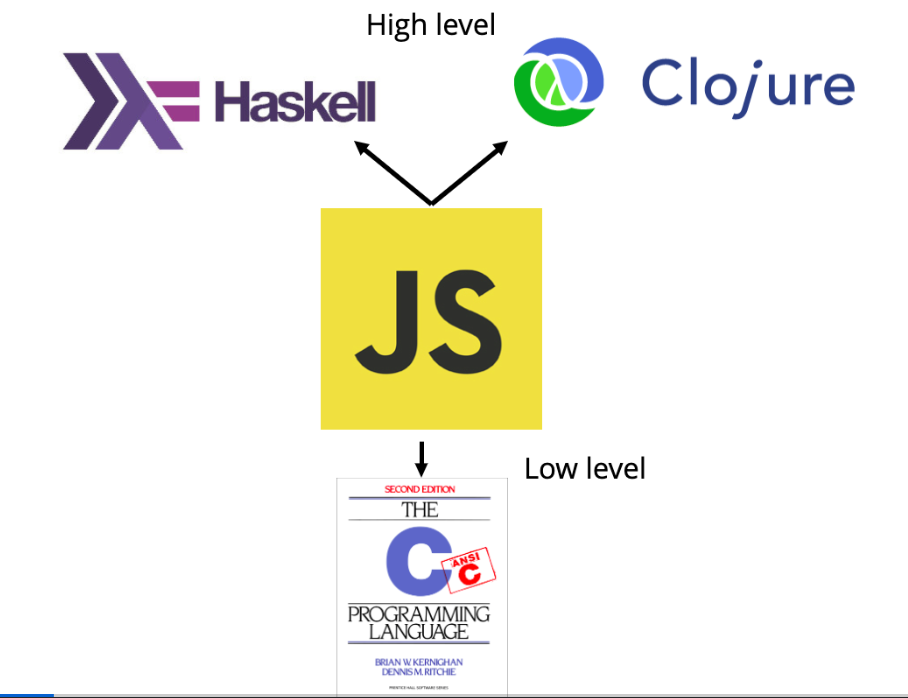 High level
Haskell
Clojure
JS
Low level
SECOND EDITION
THE
C
ANSI
C
PROGRAMMING
LANGUAGE
BRIAN W. KERNIGHAN
DENNIS M. RITCHIE
PRENTICE HALL SOFTWARE SERIES